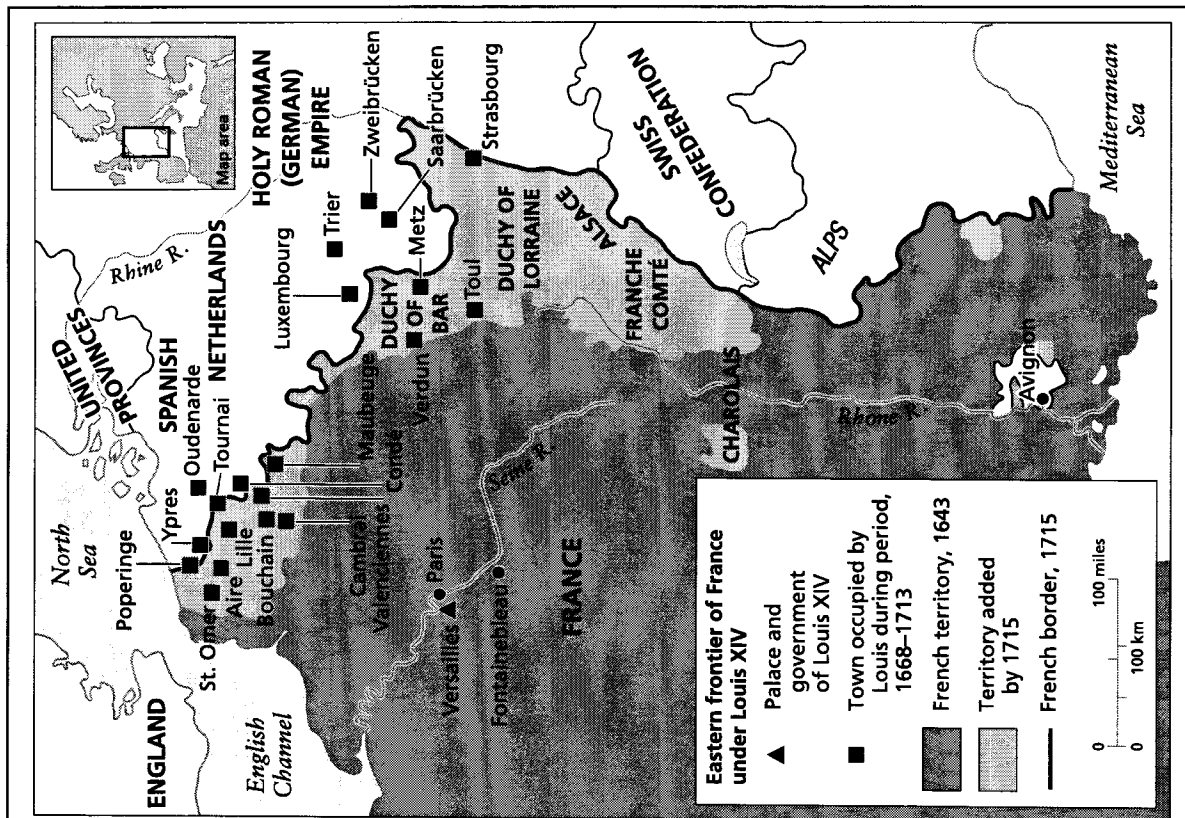 Map area
North
Sea
ENGLAND
English
Channel
UNITED
PROVINCES
Rhine R.
SPANISH
NETHERLANDS
HOLY ROMAN
(GERMAN)
EMPIRE
Poperinge
Ypres
Oudenarde
Tournai
St. Omer
Aire
Lille
Bouchain
Cambrai
Valenciennes
Condé
Maubeuge
Luxembourg
Trier
Zweibrücken
Saarbrücken
DUCHY
OF
BAR
Verdun
Metz
Toul
Strasbourg
DUCHY OF
LORRAINE
ALSACE
Paris
Versailles
Fontainebleau
Seine R.
FRANCE
FRANCHE
COMTÉ
SWISS
CONFEDERATION
CHAROLAIS
ALPS
Rhone R.
Avignon
Mediterranean
Sea
Eastern frontier of France
under Louis XIV
Palace and
government
of Louis XIV
Town occupied by
Louis during period,
1668–1713
French territory, 1643
Territory added
by 1715
French border, 1715
0 100 miles
0 100 km